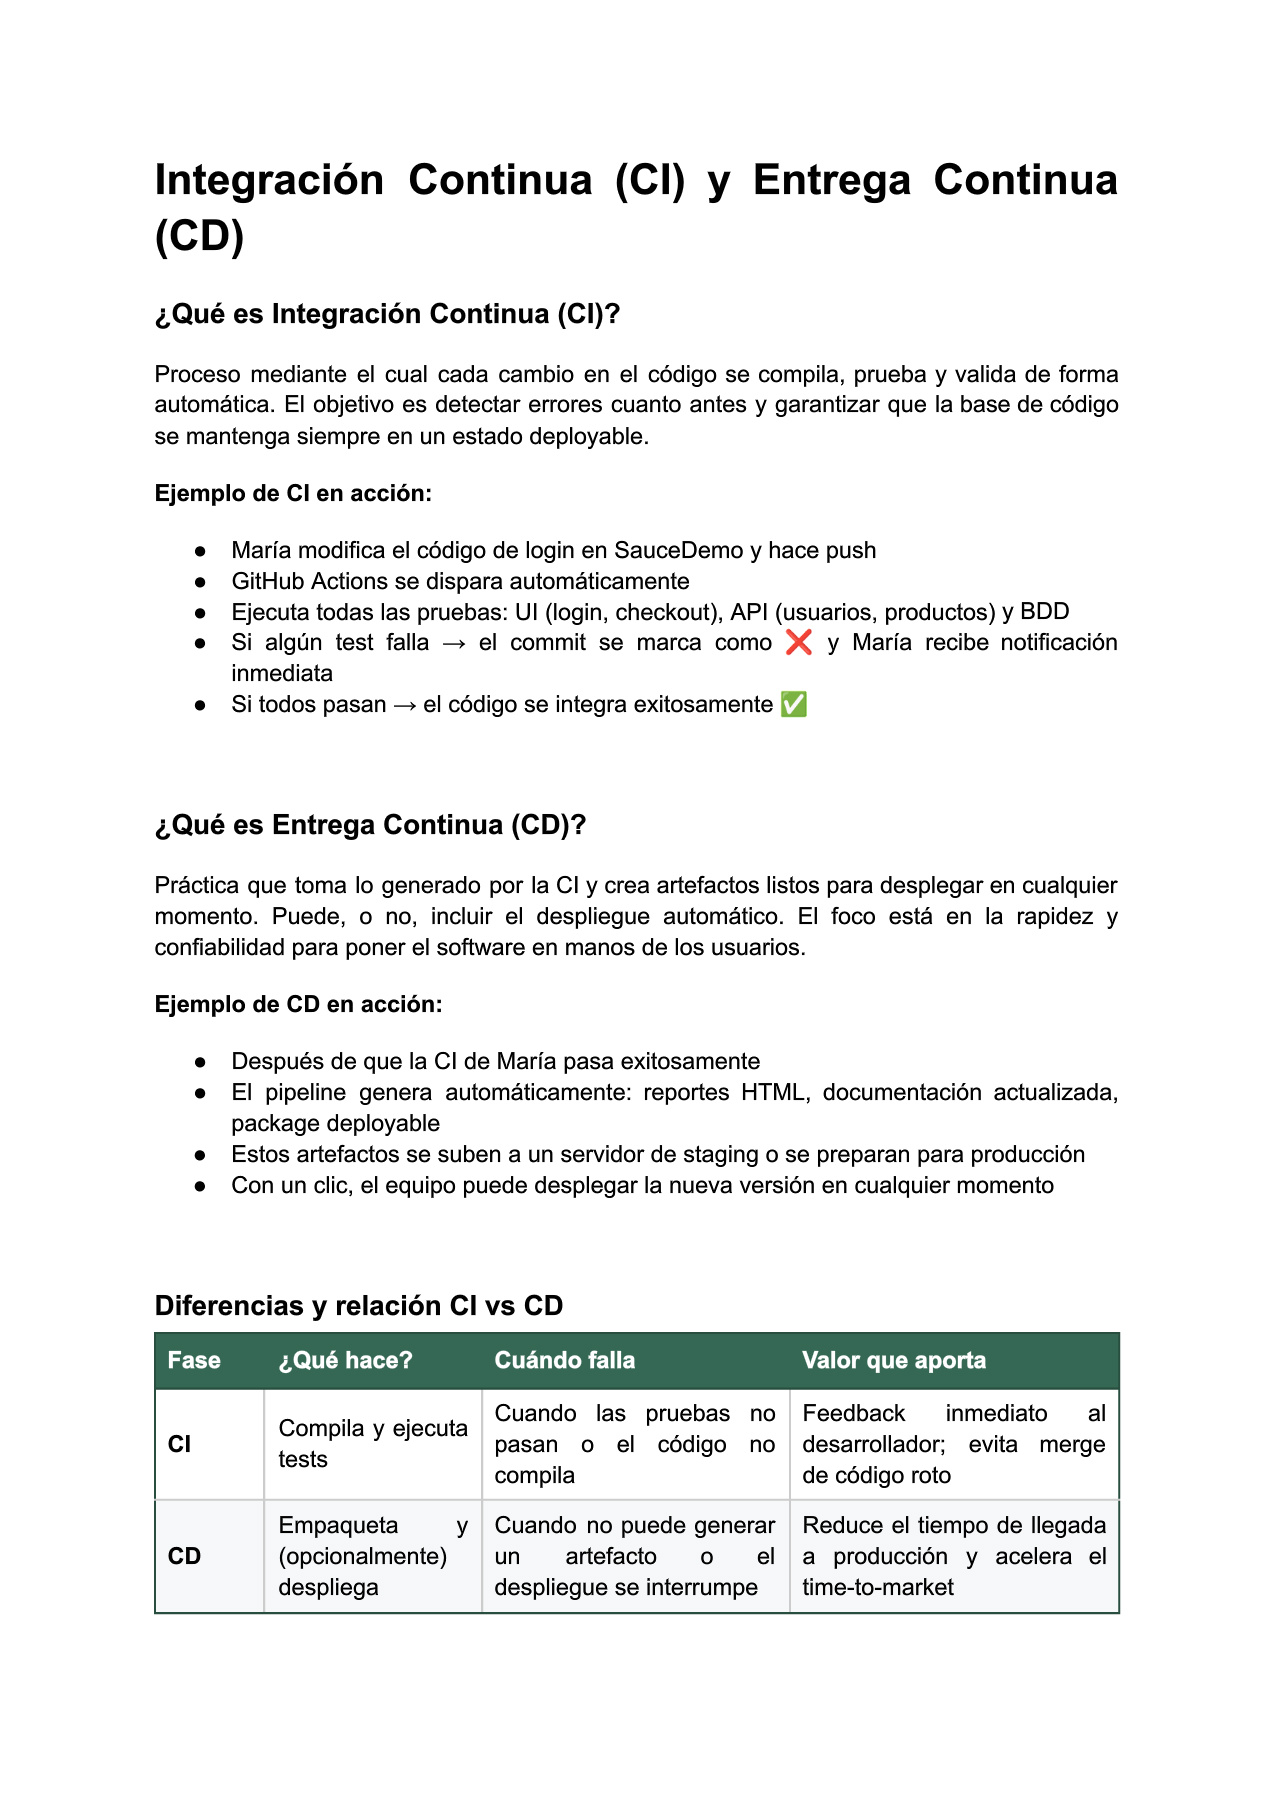 Integración Continua (CI) y Entrega Continua
(CD)
¿Qué es Integración Continua (CI)?
Proceso mediante el cual cada cambio en el código se compila, prueba y valida de forma
automática. El objetivo es detectar errores cuanto antes y garantizar que la base de código
se mantenga siempre en un estado deployable.
Ejemplo de CI en acción:
● María modifica el código de login en SauceDemo y hace push
● GitHub Actions se dispara automáticamente
● Ejecuta todas las pruebas: UI (login, checkout), API (usuarios, productos) y BDD
● Si algún test falla → el commit se marca como ❌ y María recibe notificación
inmediata
● Si todos pasan → el código se integra exitosamente ✅
¿Qué es Entrega Continua (CD)?
Práctica que toma lo generado por la CI y crea artefactos listos para desplegar en cualquier
momento. Puede, o no, incluir el despliegue automático. El foco está en la rapidez y
confiabilidad para poner el software en manos de los usuarios.
Ejemplo de CD en acción:
● Después de que la CI de María pasa exitosamente
● El pipeline genera automáticamente: reportes HTML, documentación actualizada,
package deployable
● Estos artefactos se suben a un servidor de staging o se preparan para producción
● Con un clic, el equipo puede desplegar la nueva versión en cualquier momento
Diferencias y relación CI vs CD
Fase ¿Qué hace? Cuándo falla Valor que aporta
CI
Compila y ejecuta
tests
Cuando las pruebas no
pasan o el código no
compila
Feedback inmediato al
desarrollador; evita merge
de código roto
CD
Empaqueta y
(opcionalmente)
despliega
Cuando no puede generar
un artefacto o el
despliegue se interrumpe
Reduce el tiempo de llegada
a producción y acelera el
time-to-market